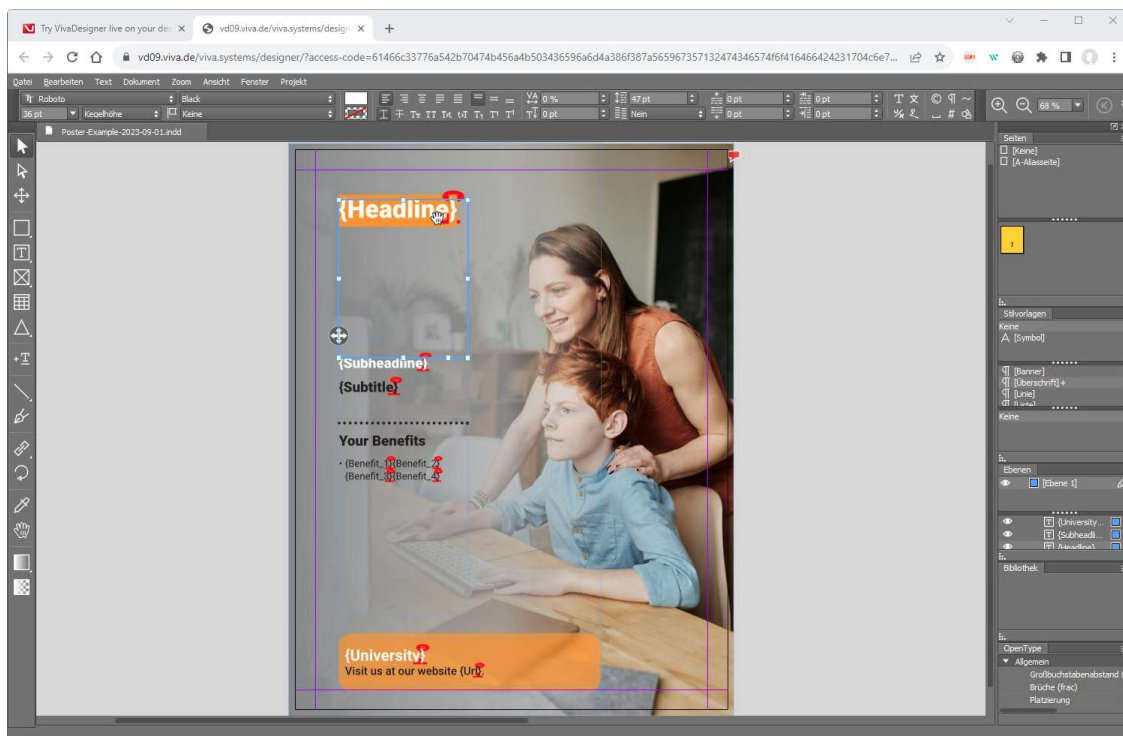 Try VivaDesigner live on your de
vd09.viva.de/viva.systems/design
vd09.viva.de/viva.systems/designer/?access-code=61466c33776a542b70474b456a4b503436596a6d4a386f387a565967357132474346574f6f416466424231704c6e7...
Datei Bearbeiten Text Dokument Zoom Ansicht Fenster Projekt
Roboto Black 0 % 47 pt 0 pt 0 pt
36 pt Kegelhöhe Keine 0 pt Nein 0 pt 0 pt
68 %
Poster-Example-2023-09-01.indd
Seiten
[Keine]
[A-Aliasseite]
f
{Headline}
{Subheadline}
{Subtitle}
Your Benefits
• {Benefit_1}{Benefit_2}
{Benefit_3}{Benefit_4}
{University}
Visit us at our website {Url}.
Stilvorlagen
Keine
A [Symbol]
¶ [Banner]
¶ [Überschrift]+
¶ [Linie]
¶ [Liste]
Keine
Ebenen
[Ebene 1]
{University...
{Subheadli...
{Headline}
Bibliothek
OpenType
Allgemein
Großbuchstabenabstand (
Brüche (frac)
Platzierung